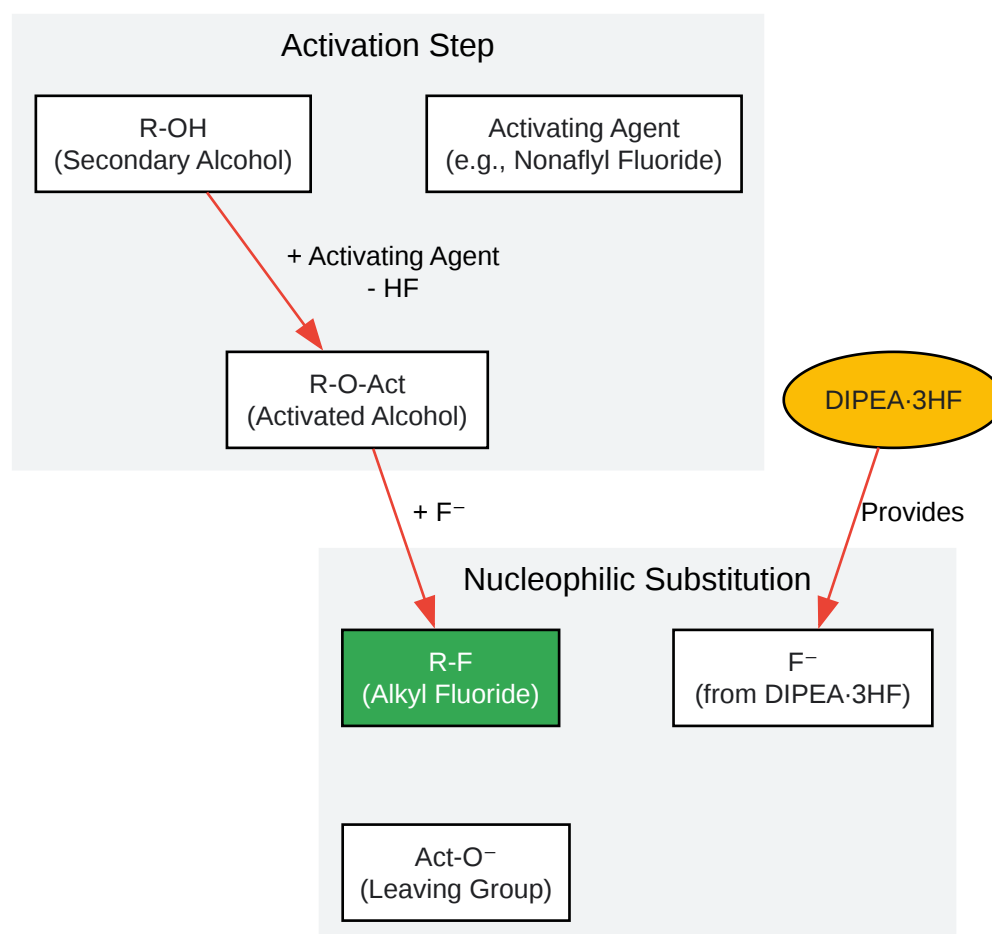 Activation Step
R-OH
(Secondary Alcohol)
Activating Agent
(e.g., Nonaflyl Fluoride)
+ Activating Agent
- HF
R-O-Act
(Activated Alcohol)
DIPEA·3HF
+ F⁻
Provides
Nucleophilic Substitution
R-F
(Alkyl Fluoride)
F⁻
(from DIPEA·3HF)
Act-O⁻
(Leaving Group)